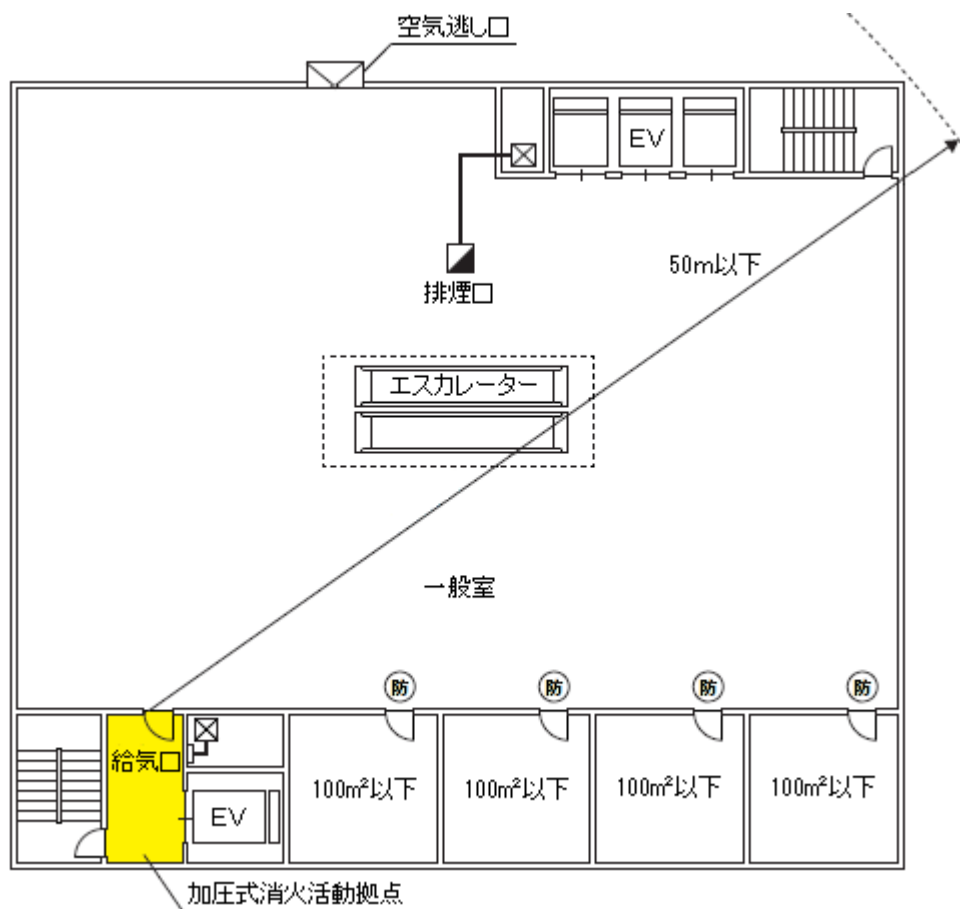 空気逃し口
EV
50m以下
排煙口
エスカレーター
一般室
防
防
防
防
給気口
100m²以下
100m²以下
100m²以下
100m²以下
EV
加圧式消火活動拠点